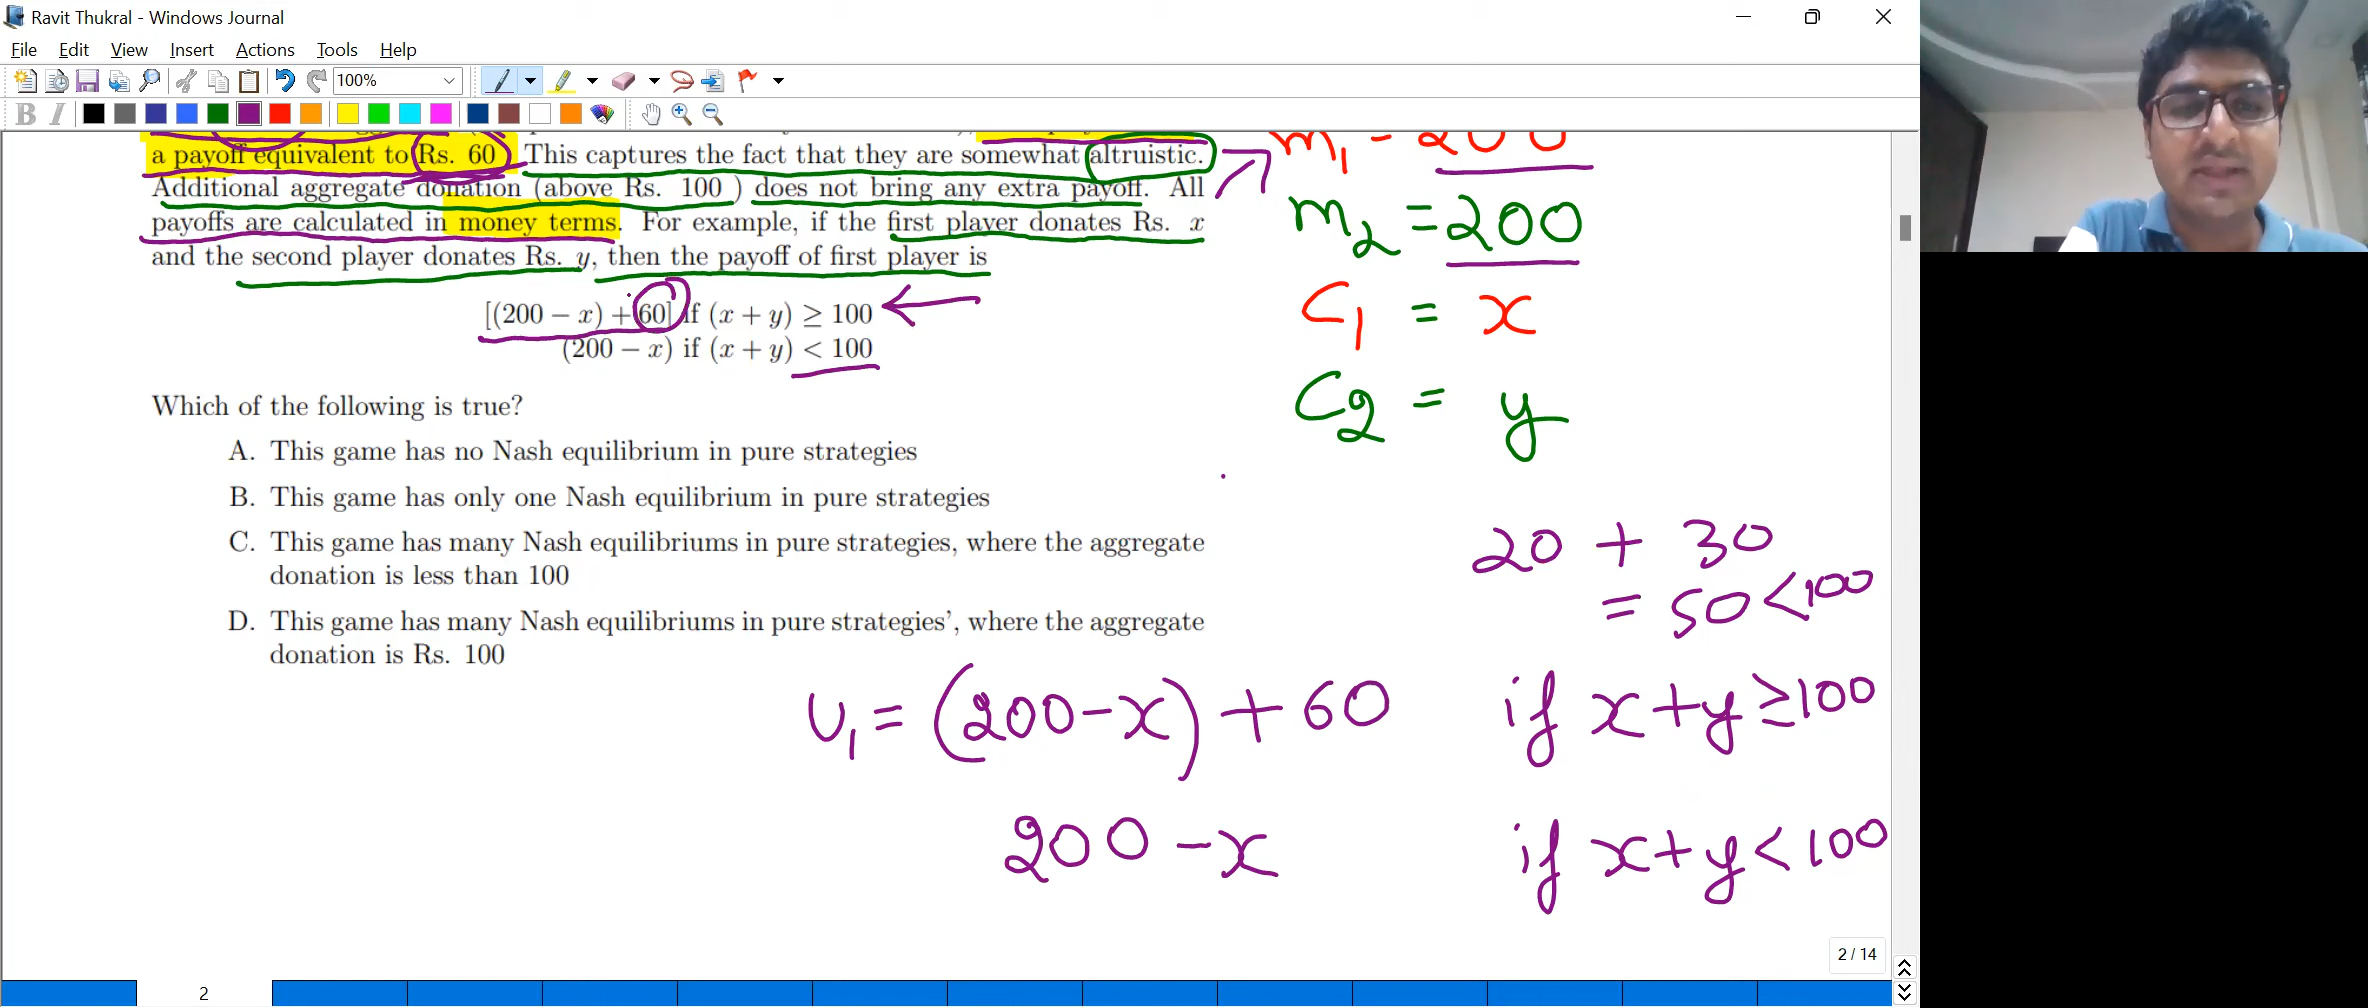 Ravit Thukral - Windows Journal
File Edit View Insert Actions Tools Help
100%
B I
a payoff equivalent to Rs. 60. This captures the fact that they are somewhat altruistic.
Additional aggregate donation (above Rs. 100 ) does not bring any extra payoff. All
payoffs are calculated in money terms. For example, if the first player donates Rs. x
and the second player donates Rs. y, then the payoff of first player is
[(200 − x) + 60] if (x + y) ≥ 100
(200 − x) if (x + y) < 100
Which of the following is true?
A. This game has no Nash equilibrium in pure strategies
B. This game has only one Nash equilibrium in pure strategies
C. This game has many Nash equilibriums in pure strategies, where the aggregate
donation is less than 100
D. This game has many Nash equilibriums in pure strategies', where the aggregate
donation is Rs. 100
m1 - 200
m2 = 200
C1 = x
C2 = y
20 + 30
= 50 < 100
U1 = (200 - x) + 60 if x + y ≥ 100
200 - x if x + y < 100
2 / 14
2